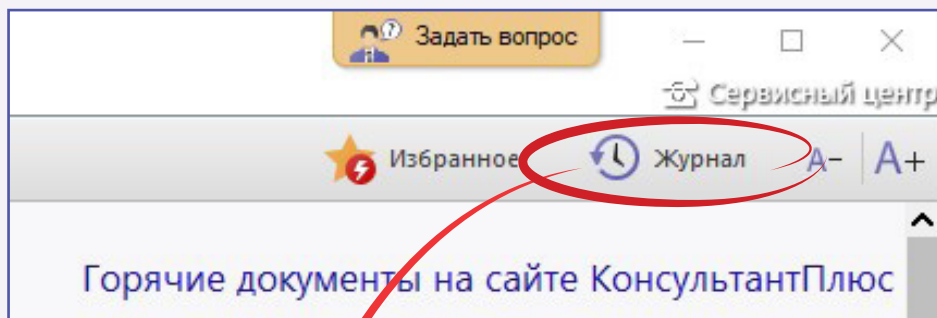 Задать вопрос
Сервисный центр
Избранное Журнал А- А+
Горячие документы на сайте КонсультантПлюс